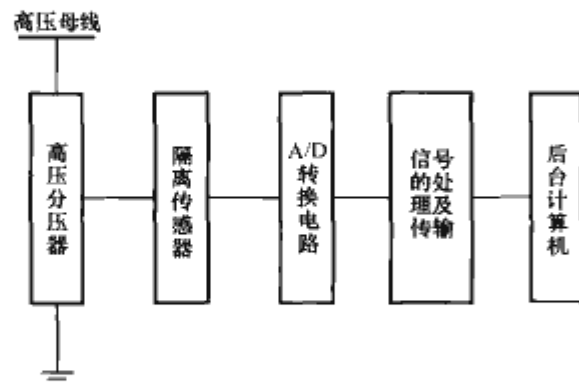 高压母线
高压分压器
隔离传感器
A/D转换电路
信号
的处
理及
传输
后台计算机